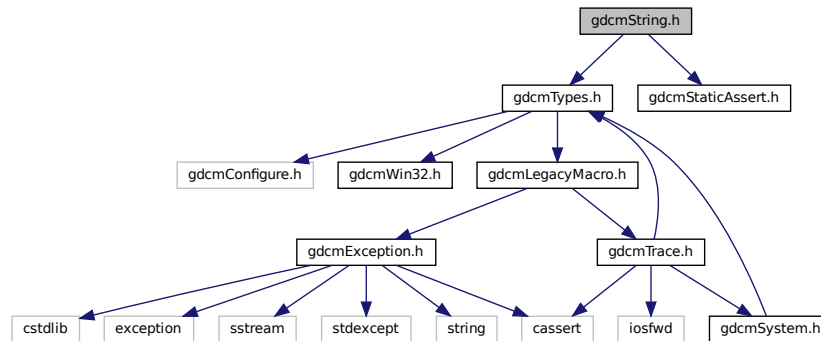 gdcmString.h
gdcmTypes.h
gdcmStaticAssert.h
gdcmConfigure.h
gdcmWin32.h
gdcmLegacyMacro.h
gdcmException.h
gdcmTrace.h
cstdlib
exception
sstream
stdexcept
string
cassert
iosfwd
gdcmSystem.h